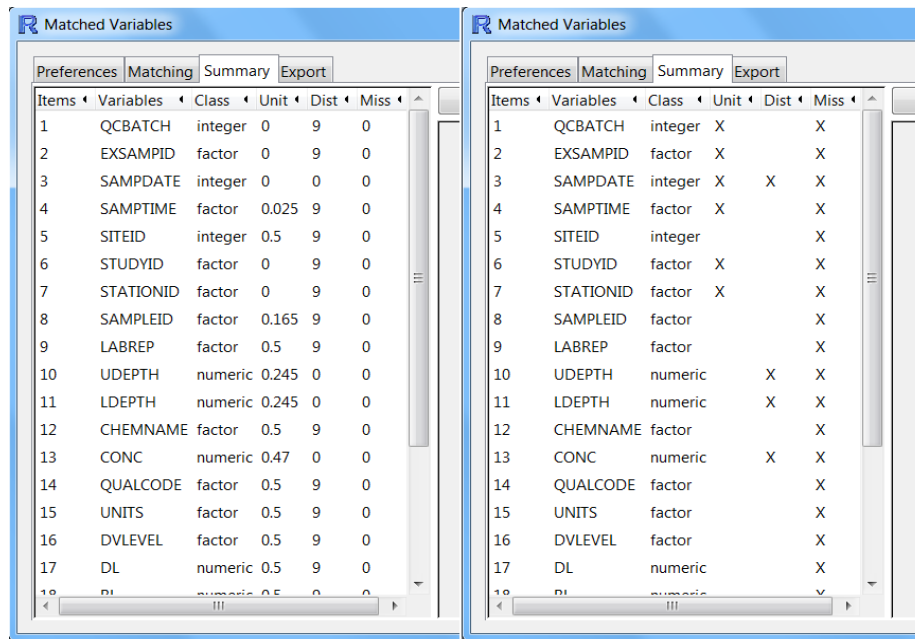 Matched Variables
Preferences Matching Summary Export
Items Variables Class Unit Dist Miss
1 QCBATCH integer 0 9 0
2 EXSAMPID factor 0 9 0
3 SAMPDATE integer 0 0 0
4 SAMPTIME factor 0.025 9 0
5 SITEID integer 0.5 9 0
6 STUDYID factor 0 9 0
7 STATIONID factor 0 9 0
8 SAMPLEID factor 0.165 9 0
9 LABREP factor 0.5 9 0
10 UDEPTH numeric 0.245 0 0
11 LDEPTH numeric 0.245 0 0
12 CHEMNAME factor 0.5 9 0
13 CONC numeric 0.47 0 0
14 QUALCODE factor 0.5 9 0
15 UNITS factor 0.5 9 0
16 DVLEVEL factor 0.5 9 0
17 DL numeric 0.5 9 0
Matched Variables
Preferences Matching Summary Export
Items Variables Class Unit Dist Miss
1 QCBATCH integer X X
2 EXSAMPID factor X X
3 SAMPDATE integer X X X
4 SAMPTIME factor X X
5 SITEID integer X
6 STUDYID factor X X
7 STATIONID factor X X
8 SAMPLEID factor X
9 LABREP factor X
10 UDEPTH numeric X X
11 LDEPTH numeric X X
12 CHEMNAME factor X
13 CONC numeric X X
14 QUALCODE factor X
15 UNITS factor X
16 DVLEVEL factor X
17 DL numeric X